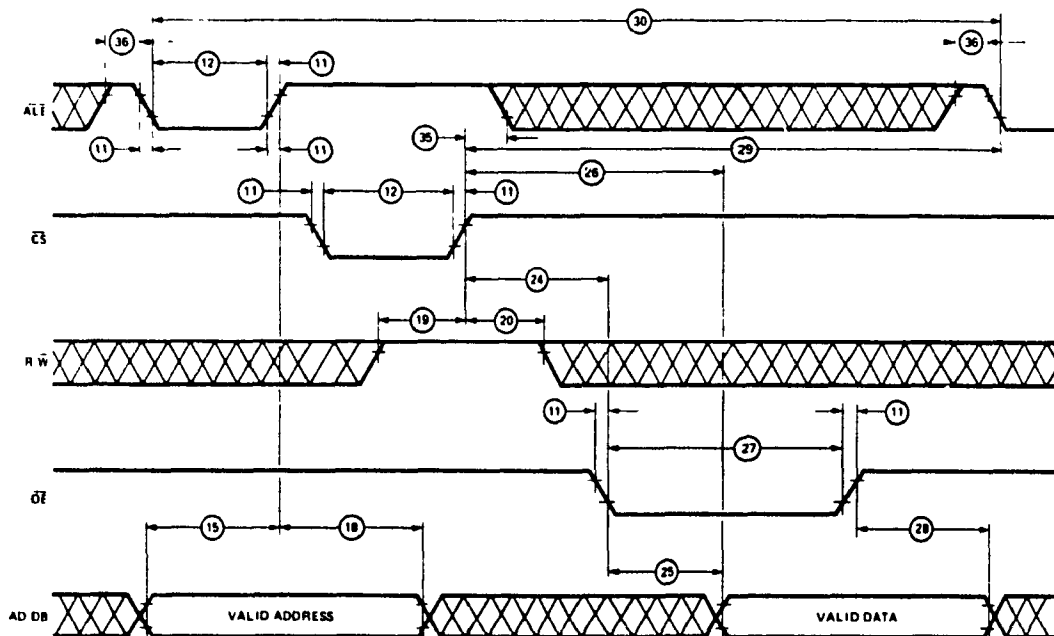 30
36 12 11 36
ALE
11 11 35 29
26
11 12 11
CS
24
19 20
R W
11 11
27
OE
15 18 28
25
AD DB VALID ADDRESS VALID DATA